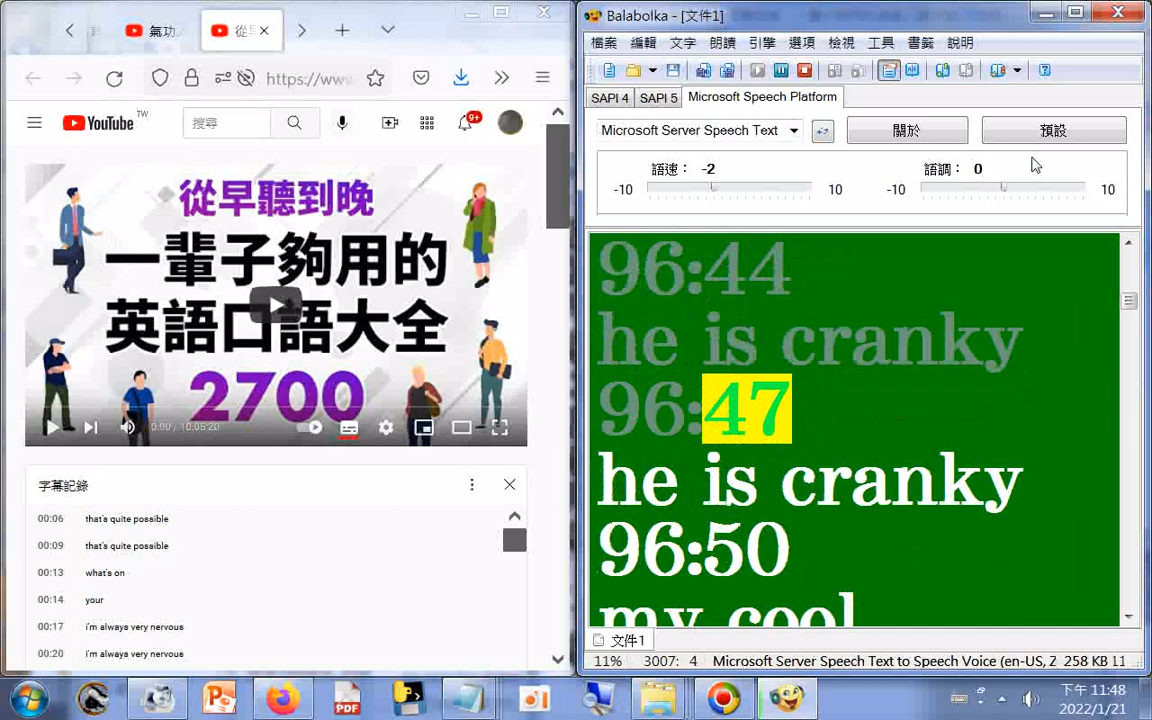 氣功
從
https://www
YouTube TW
搜尋
9+
從早聽到晚
一輩子夠用的
英語口語大全
2700
0:00 / 10:05:20
字幕記錄
00:06 that's quite possible
00:09 that's quite possible
00:13 what's on
00:14 your
00:17 i'm always very nervous
00:20 i'm always very nervous
Balabolka - [文件1]
檔案 編輯 文字 朗讀 引擎 選項 檢視 工具 書籤 說明
SAPI 4 SAPI 5 Microsoft Speech Platform
Microsoft Server Speech Text 關於 預設
語速: -2 語調: 0
-10 10 -10 10
96:44
he is cranky
96:47
he is cranky
96:50
my cool
文件1
11% 3007: 4 Microsoft Server Speech Text to Speech Voice (en-US, Z 258 KB 11
PDF
下午 11:48
2022/1/21